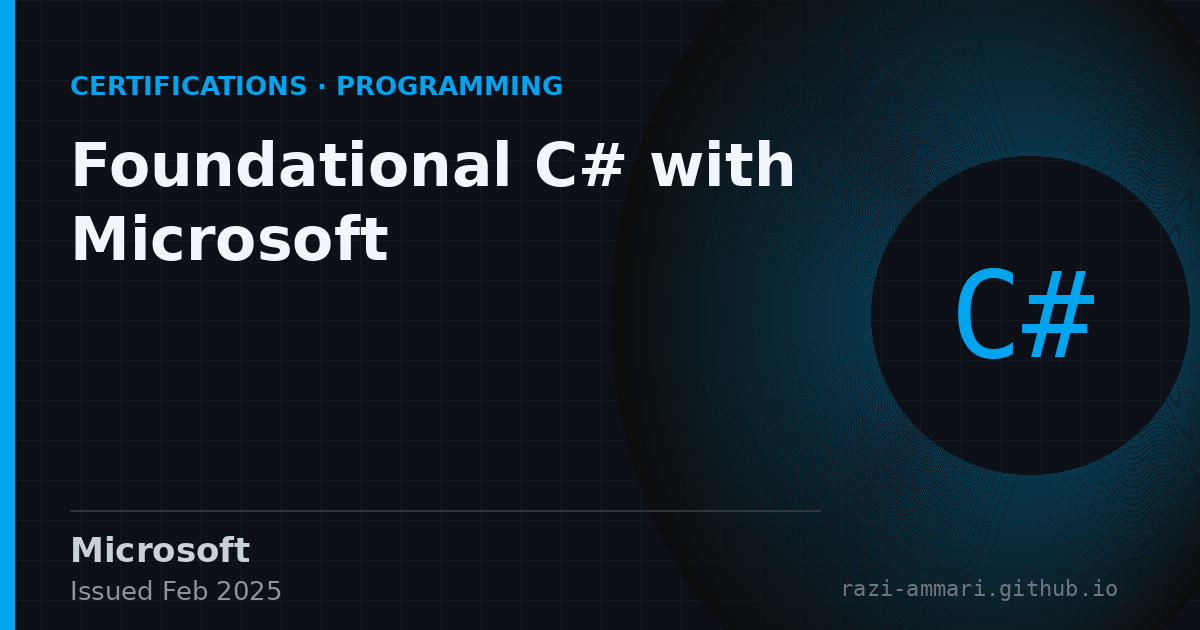 CERTIFICATIONS · PROGRAMMING
Foundational C# with
Microsoft
C#
Microsoft
Issued Feb 2025
razi-ammari.github.io